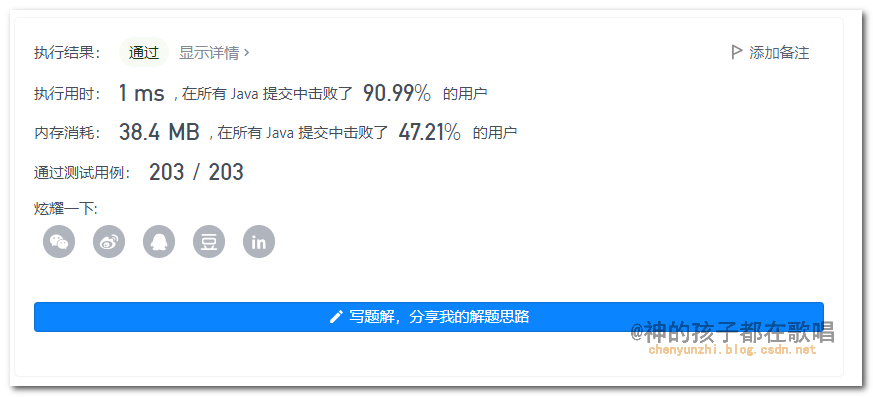 执行结果： 通过 显示详情 › 添加备注
执行用时： 1 ms , 在所有 Java 提交中击败了 90.99% 的用户
内存消耗： 38.4 MB , 在所有 Java 提交中击败了 47.21% 的用户
通过测试用例： 203 / 203
炫耀一下:
豆 in
写题解，分享我的解题思路
@神的孩子都在歌唱
chenyunzhi.blog.csdn.net